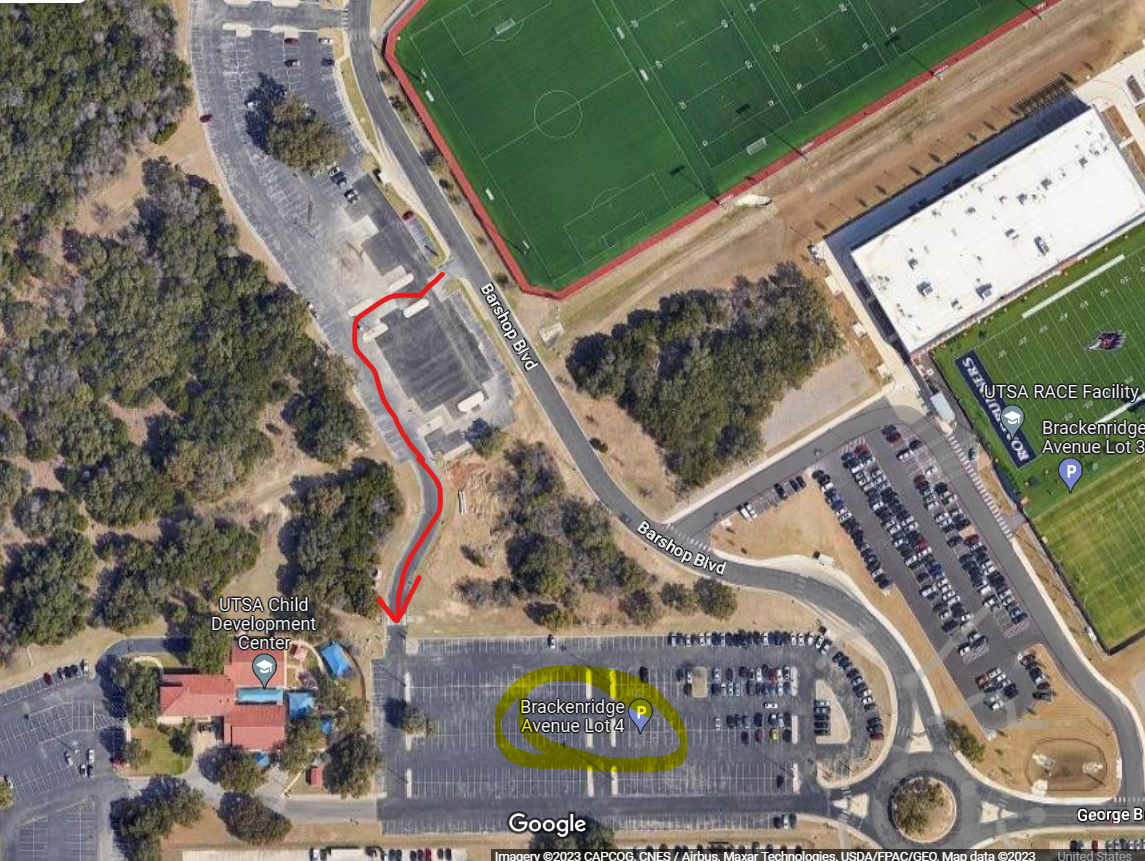 Barshop Blvd
UTSA RACE Facility
Brackenridge
Avenue Lot 3
P
Barshop Blvd
UTSA Child
Development
Center
Brackenridge
Avenue Lot 4
P
George B
Google
Imagery ©2023 CAPCOG, CNES / Airbus, Maxar Technologies, USDA/FPAC/GEO, Map data ©2023 United States